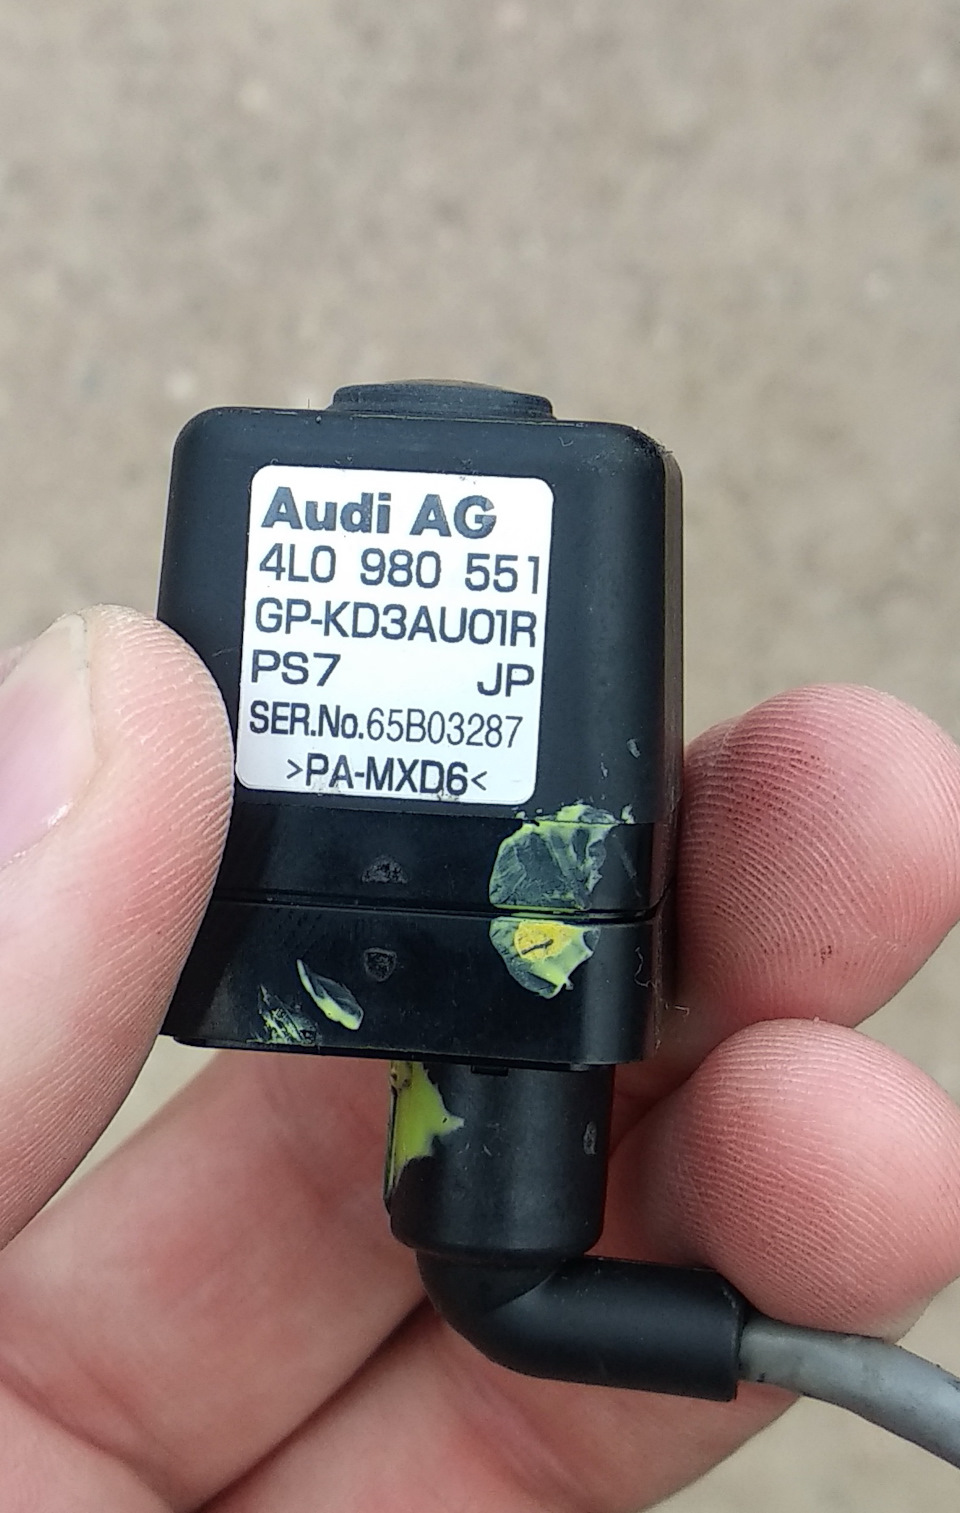 Audi AG
4L0 980 551
GP-KD3AU01R
PS7 JP
SER.No.65B03287
>PA-MXD6<